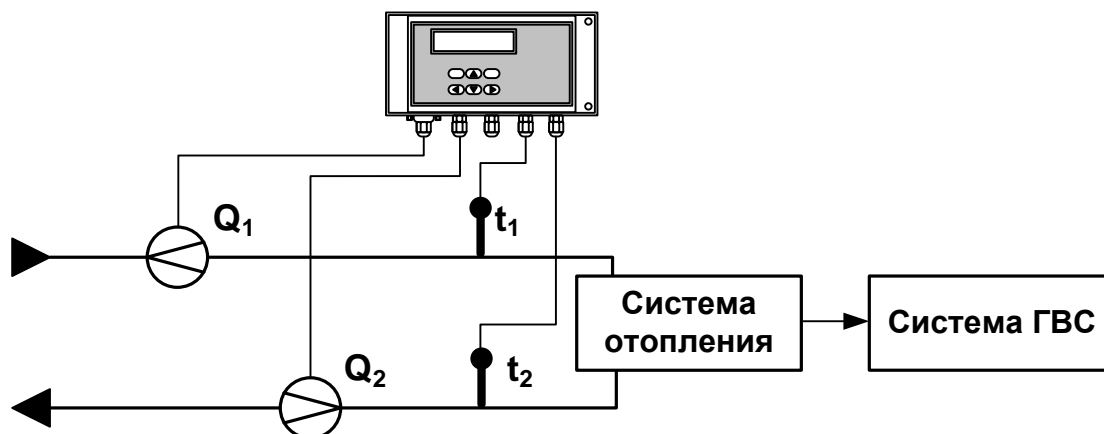 Q1
t1
Система
отопления
Система ГВС
Q2
t2